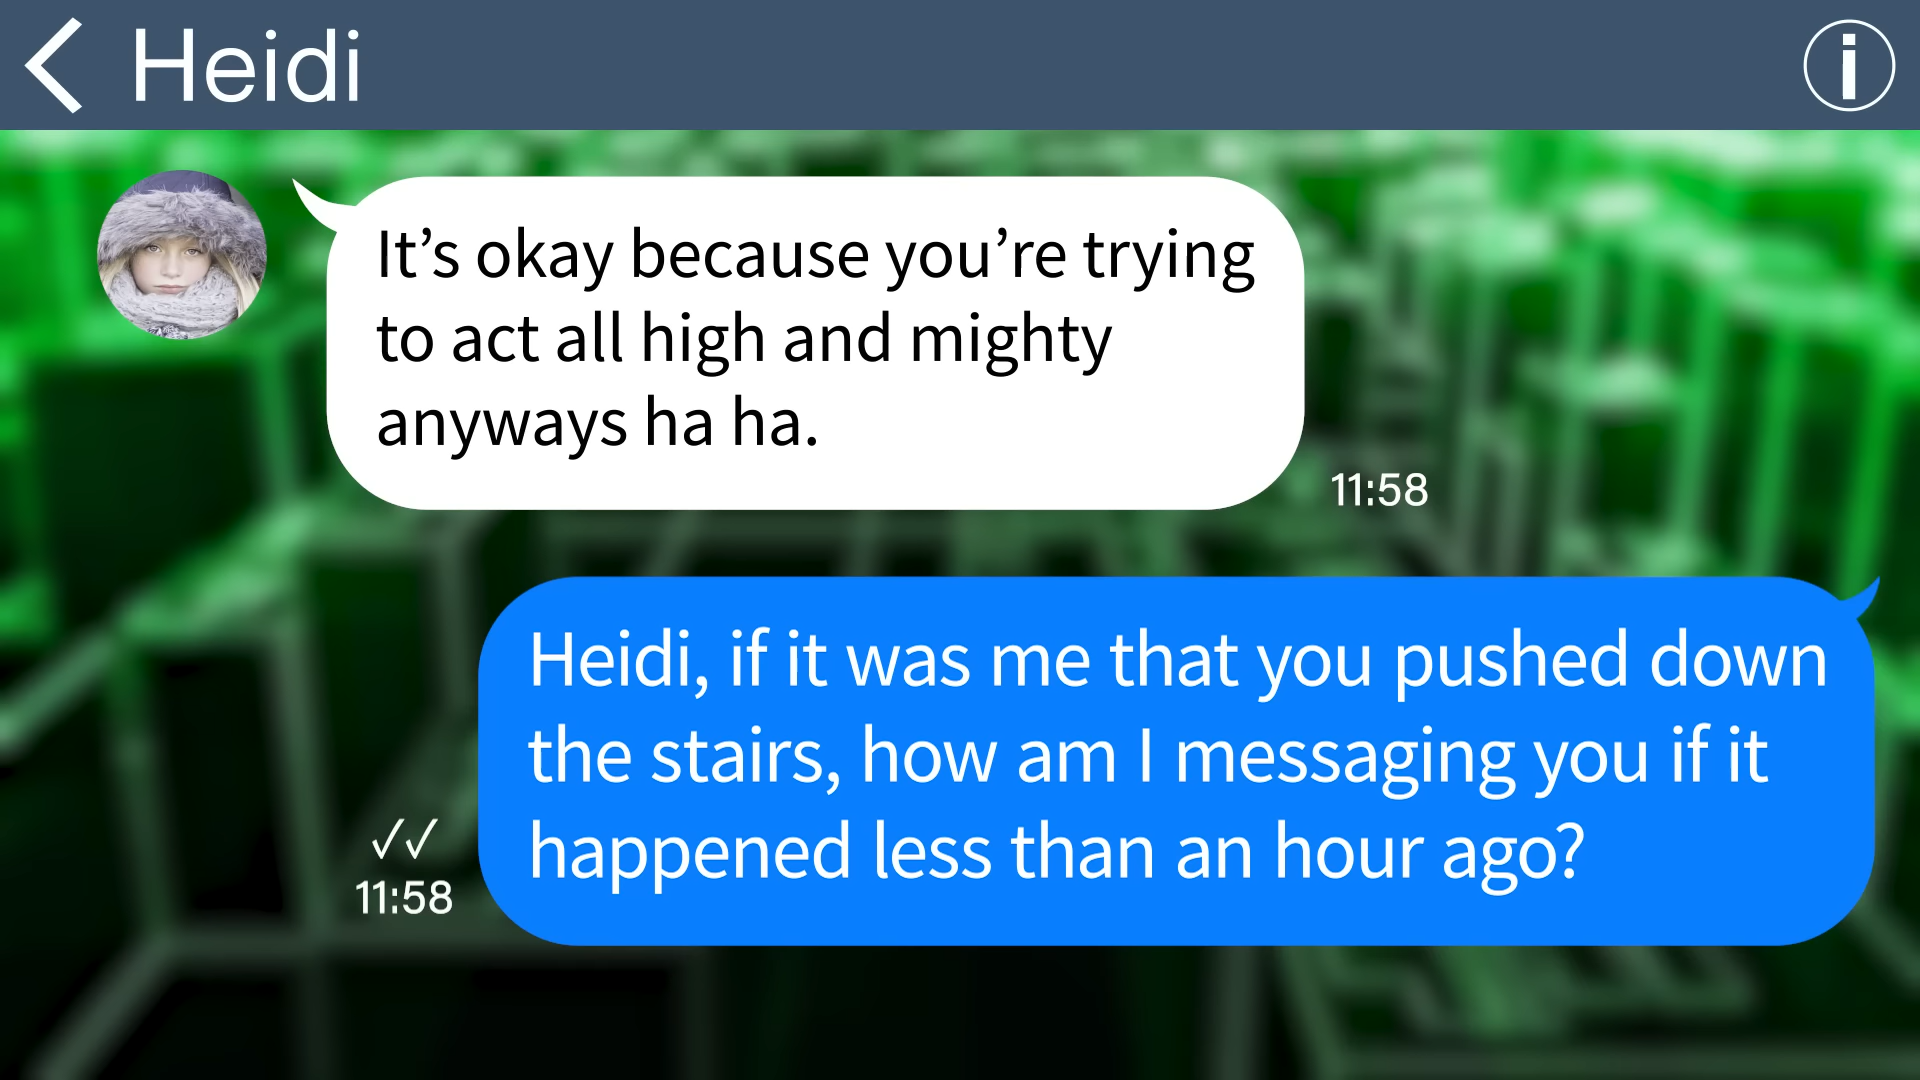 Heidi
It’s okay because you’re trying
to act all high and mighty
anyways ha ha.
11:58
Heidi, if it was me that you pushed down
the stairs, how am I messaging you if it
happened less than an hour ago?
11:58